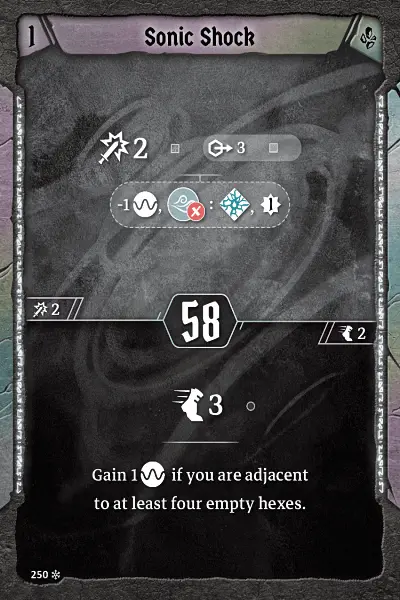 1 Sonic Shock
2 3
-1 , : , 1
2
58
2
3
Gain 1 if you are adjacent
to at least four empty hexes.
250